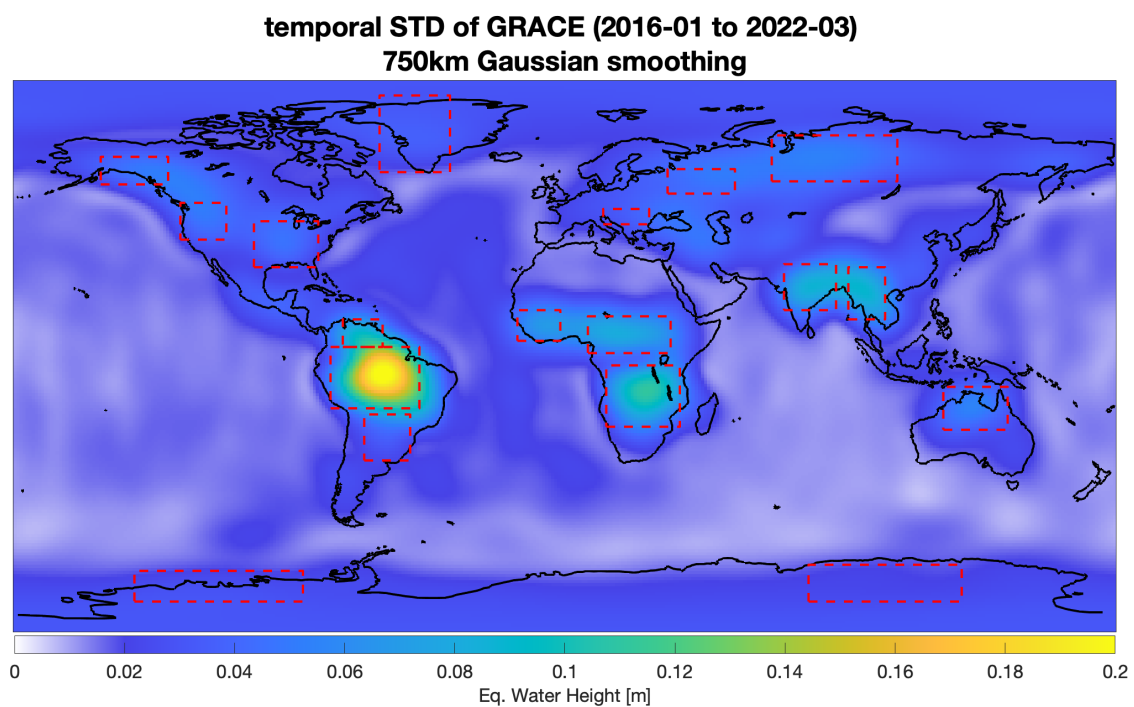 temporal STD of GRACE (2016-01 to 2022-03)
750km Gaussian smoothing
0 0.02 0.04 0.06 0.08 0.1 0.12 0.14 0.16 0.18 0.2
Eq. Water Height [m]